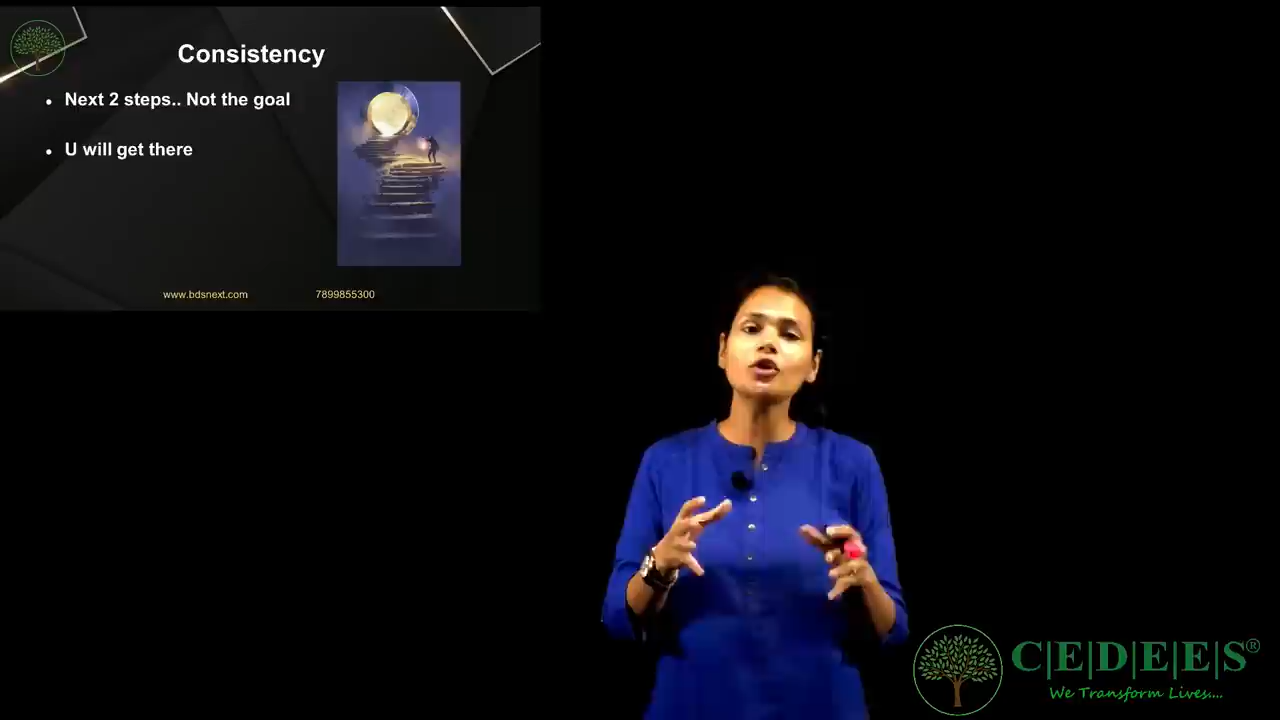 Consistency
• Next 2 steps.. Not the goal
• U will get there
www.bdsnext.com 7899855300
C|E|D|E|E|S®
We Transform Lives....